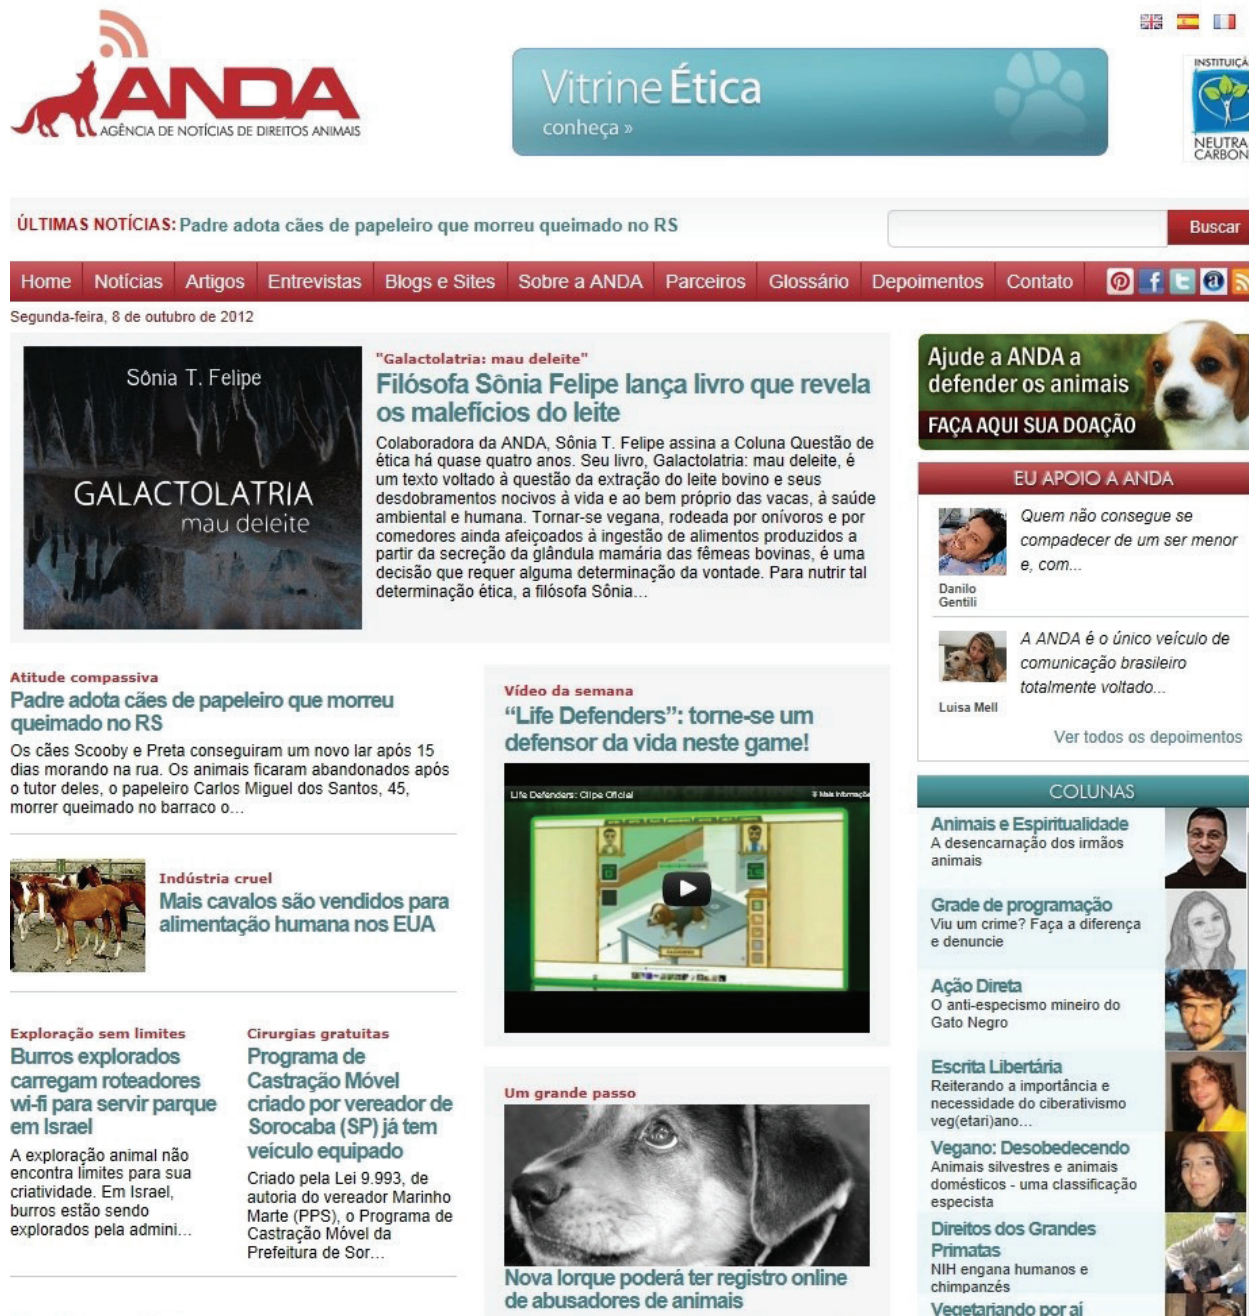 ANDA
AGÊNCIA DE NOTÍCIAS DE DIREITOS ANIMAIS
Vitrine Ética
conheça »
INSTITUIÇÃ
NEUTRA
CARBON
ÚLTIMAS NOTÍCIAS: Padre adota cães de papeleiro que morreu queimado no RS
Buscar
Home Notícias Artigos Entrevistas Blogs e Sites Sobre a ANDA Parceiros Glossário Depoimentos Contato
Segunda-feira, 8 de outubro de 2012
Sônia T. Felipe
GALACTOLATRIA
mau deleite
"Galactolatria: mau deleite"
Filósofa Sônia Felipe lança livro que revela
os malefícios do leite
Colaboradora da ANDA, Sônia T. Felipe assina a Coluna Questão de
ética há quase quatro anos. Seu livro, Galactolatria: mau deleite, é
um texto voltado à questão da extração do leite bovino e seus
desdobramentos nocivos à vida e ao bem próprio das vacas, à saúde
ambiental e humana. Tornar-se vegana, rodeada por onívoros e por
comedores ainda afeiçoados à ingestão de alimentos produzidos a
partir da secreção da glândula mamária das fêmeas bovinas, é uma
decisão que requer alguma determinação da vontade. Para nutrir tal
determinação ética, a filósofa Sônia...
Atitude compassiva
Padre adota cães de papeleiro que morreu
queimado no RS
Os cães Scooby e Preta conseguiram um novo lar após 15
dias morando na rua. Os animais ficaram abandonados após
o tutor deles, o papeleiro Carlos Miguel dos Santos, 45,
morrer queimado no barraco o...
Indústria cruel
Mais cavalos são vendidos para
alimentação humana nos EUA
Exploração sem limites
Burros explorados
carregam roteadores
wi-fi para servir parque
em Israel
A exploração animal não
encontra limites para sua
criatividade. Em Israel,
burros estão sendo
explorados pela admini...
Cirurgias gratuitas
Programa de
Castração Móvel
criado por vereador de
Sorocaba (SP) já tem
veículo equipado
Criado pela Lei 9.993, de
autoria do vereador Marinho
Marte (PPS), o Programa de
Castração Móvel da
Prefeitura de Sor...
Vídeo da semana
“Life Defenders”: torne-se um
defensor da vida neste game!
Life Defenders: Clipe Oficial
Mais informaçõe
Um grande passo
Nova Iorque poderá ter registro online
de abusadores de animais
Ajude a ANDA a
defender os animais
FAÇA AQUI SUA DOAÇÃO
EU APOIO A ANDA
Quem não consegue se
compadecer de um ser menor
e, com...
Danilo
Gentili
A ANDA é o único veículo de
comunicação brasileiro
totalmente voltado...
Luisa Mell
Ver todos os depoimentos
COLUNAS
Animais e Espiritualidade
A desencarnação dos irmãos
animais
Grade de programação
Viu um crime? Faça a diferença
e denuncie
Ação Direta
O anti-especismo mineiro do
Gato Negro
Escrita Libertária
Reiterando a importância e
necessidade do ciberativismo
veg(etari)ano...
Vegano: Desobedecendo
Animais silvestres e animais
domésticos - uma classificação
especista
Direitos dos Grandes
Primatas
NIH engana humanos e
chimpanzés
Vegetariando por aí